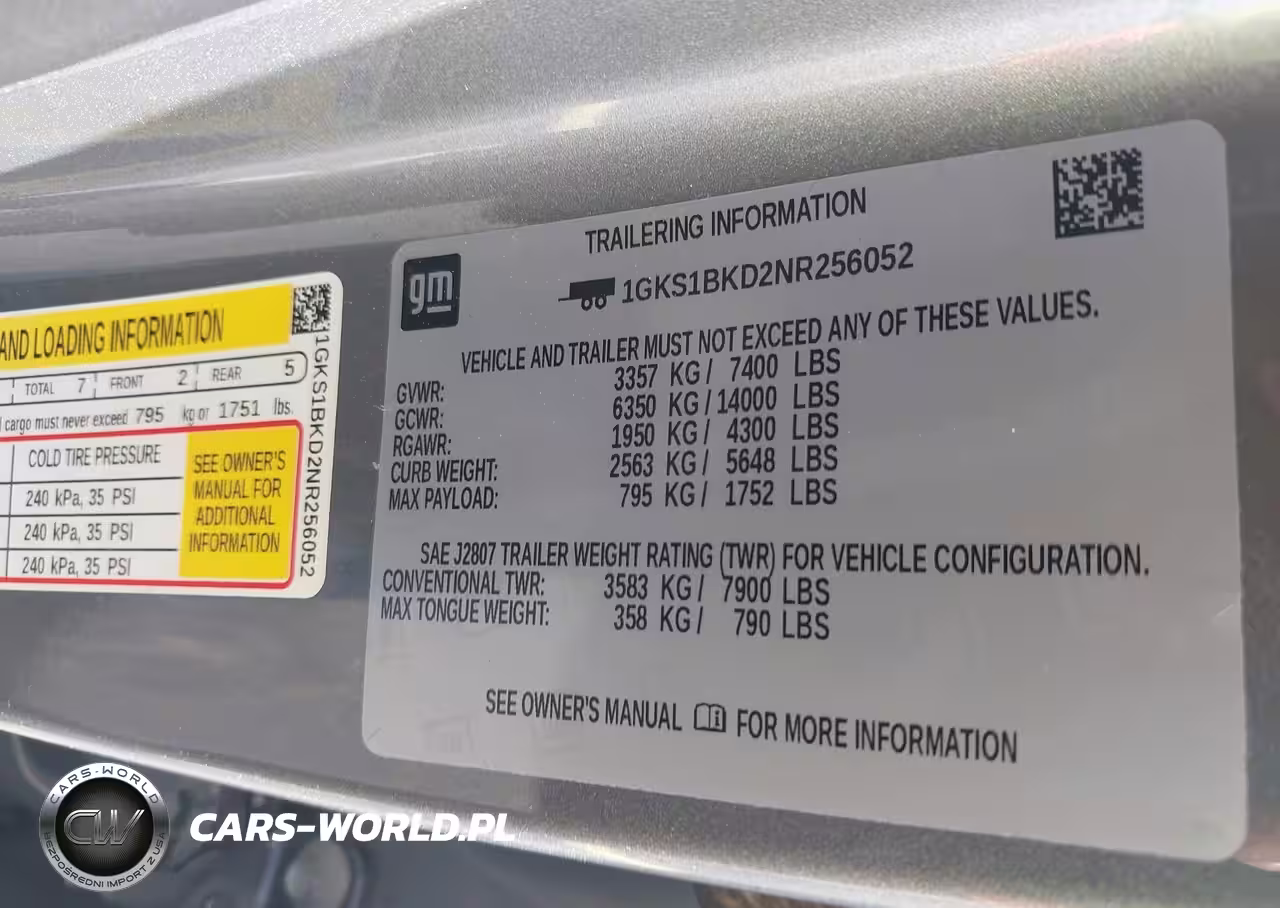 AND LOADING INFORMATION
TOTAL 7 FRONT 2 REAR 5
cargo must never exceed 795 kg or 1751 lbs.
COLD TIRE PRESSURE
240 kPa, 35 PSI
240 kPa, 35 PSI
240 kPa, 35 PSI
SEE OWNER'S
MANUAL FOR
ADDITIONAL
INFORMATION
1GKS1BKD2NR256052
gm
TRAILERING INFORMATION
1GKS1BKD2NR256052
VEHICLE AND TRAILER MUST NOT EXCEED ANY OF THESE VALUES.
GVWR: 3357 KG/ 7400 LBS
GCWR: 6350 KG/14000 LBS
RGAWR: 1950 KG/ 4300 LBS
CURB WEIGHT: 2563 KG/ 5648 LBS
MAX PAYLOAD: 795 KG/ 1752 LBS
SAE J2807 TRAILER WEIGHT RATING (TWR) FOR VEHICLE CONFIGURATION.
CONVENTIONAL TWR: 3583 KG/ 7900 LBS
MAX TONGUE WEIGHT: 358 KG/ 790 LBS
SEE OWNER'S MANUAL FOR MORE INFORMATION
CARS-WORLD
CW
BEZPOŚREDNI IMPORT Z USA
CARS-WORLD.PL